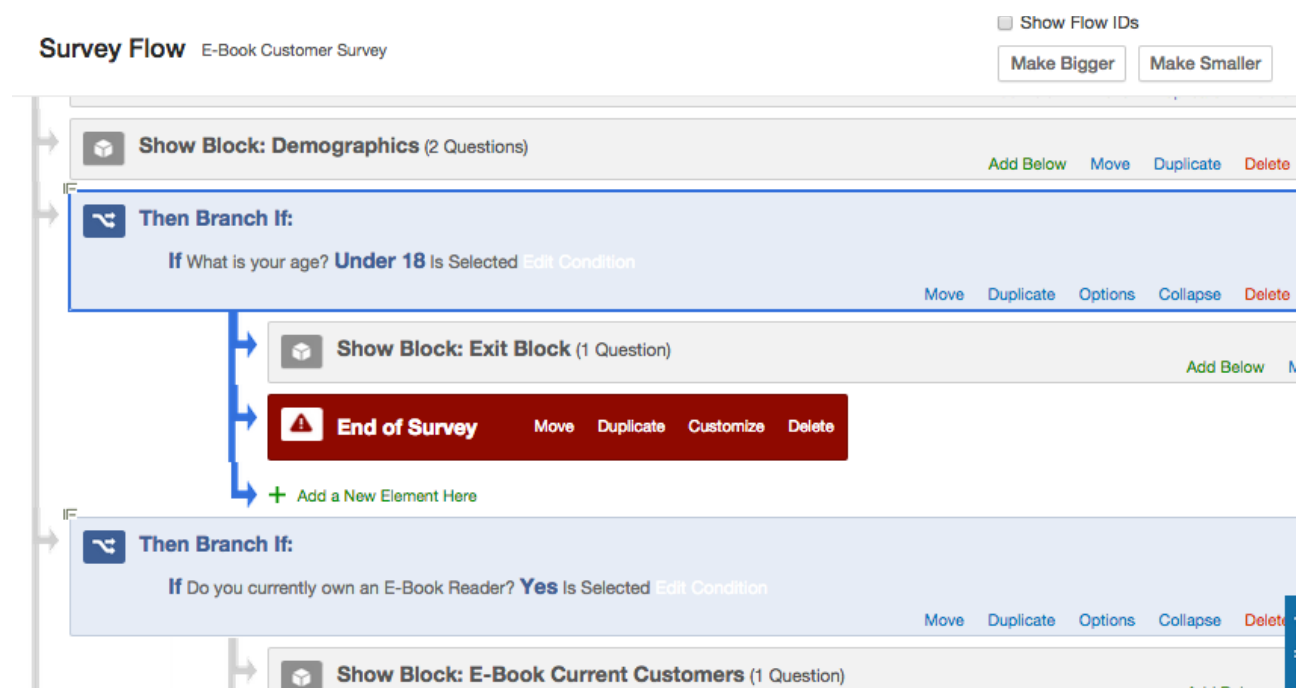 Show Flow IDs
Survey Flow E-Book Customer Survey
Make Bigger Make Smaller
Show Block: Demographics (2 Questions)
Add Below Move Duplicate Delete
IF
Then Branch If:
If What is your age? Under 18 Is Selected Edit Condition
Move Duplicate Options Collapse Delete
Show Block: Exit Block (1 Question)
Add Below
End of Survey Move Duplicate Customize Delete
+ Add a New Element Here
IF
Then Branch If:
If Do you currently own an E-Book Reader? Yes Is Selected Edit Condition
Move Duplicate Options Collapse Delete
Show Block: E-Book Current Customers (1 Question)